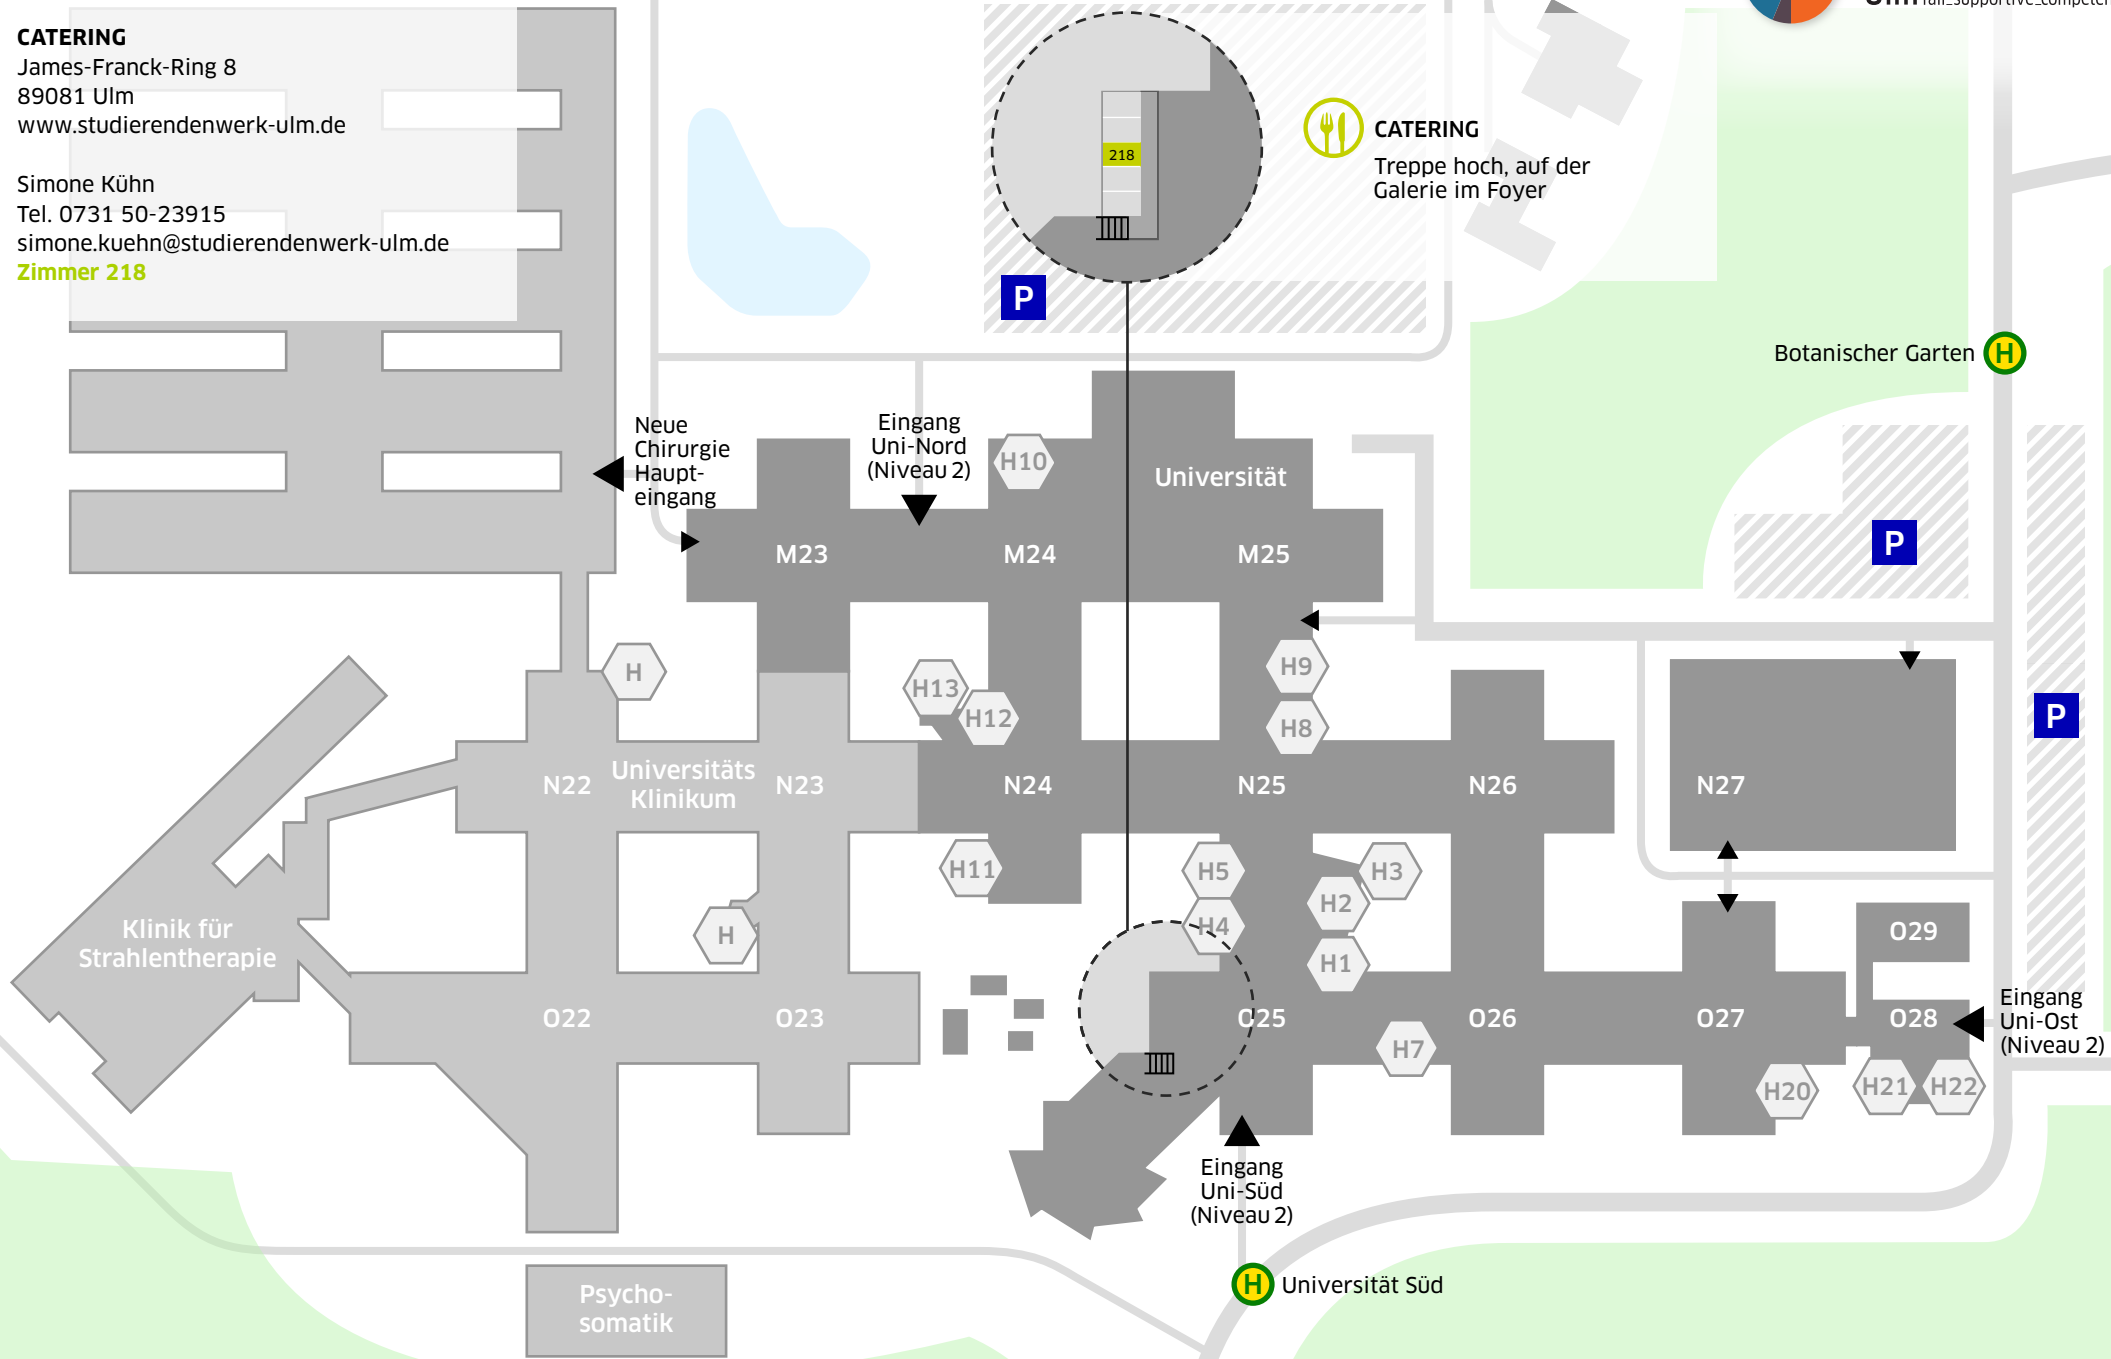 CATERING
James-Franck-Ring 8
89081 Ulm
www.studierendenwerk-ulm.de
Simone Kühn
Tel. 0731 50-23915
simone.kuehn@studierendenwerk-ulm.de
Zimmer 218
218
CATERING
Treppe hoch, auf der
Galerie im Foyer
P
Botanischer Garten
H
Neue
Chirurgie
Haupt-
eingang
Eingang
Uni-Nord
(Niveau 2)
H10
Universität
M23
M24
M25
P
H
H13
H12
H9
H8
P
N22
Universitäts
Klinikum
N23
N24
N25
N26
N27
H11
H5
H4
H3
H2
H1
Klinik für
Strahlentherapie
H
O22
O23
O25
O26
O27
O28
O29
H7
H20
H21
H22
Eingang
Uni-Ost
(Niveau 2)
Eingang
Uni-Süd
(Niveau 2)
H
Universität Süd
Psycho-
somatik